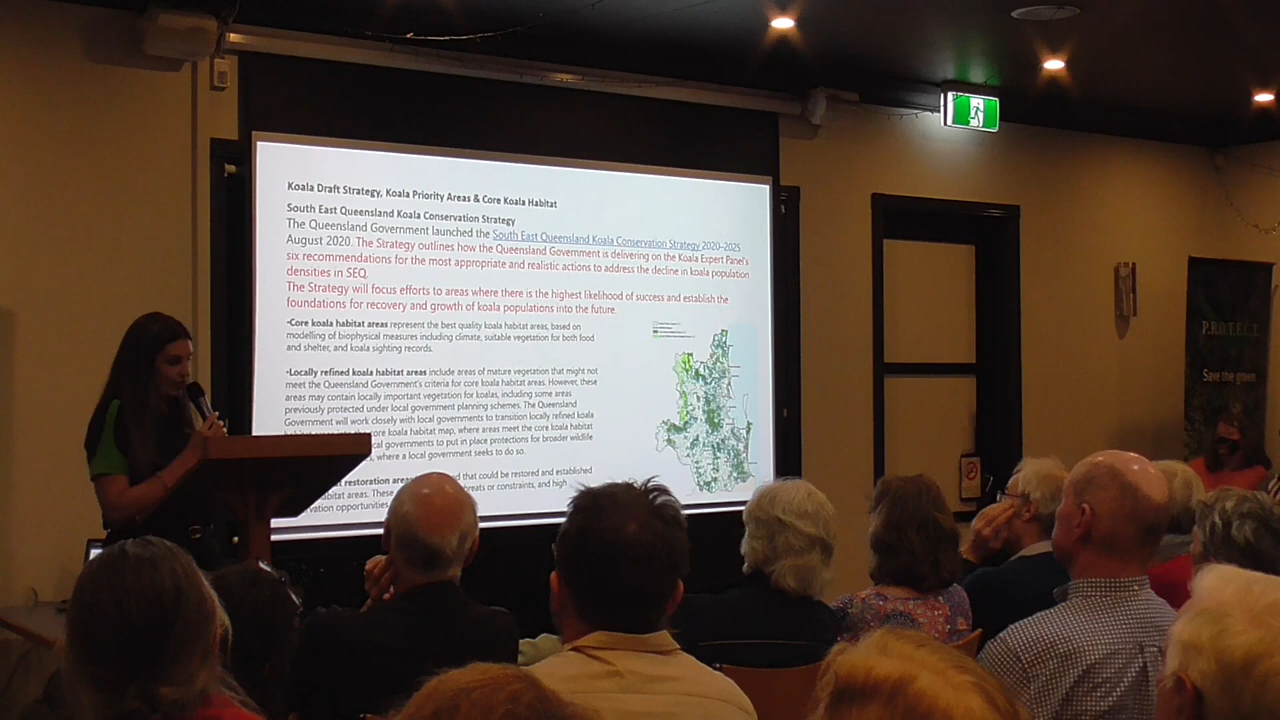 Koala Draft Strategy, Koala Priority Areas & Core Koala Habitat
South East Queensland Koala Conservation Strategy
The Queensland Government launched the South East Queensland Koala Conservation Strategy 2020–2025
August 2020. The Strategy outlines how the Queensland Government is delivering on the Koala Expert Panel's
six recommendations for the most appropriate and realistic actions to address the decline in koala population
densities in SEQ.
The Strategy will focus efforts to areas where there is the highest likelihood of success and establish the
foundations for recovery and growth of koala populations into the future.
•Core koala habitat areas represent the best quality koala habitat areas, based on
modelling of biophysical measures including climate, suitable vegetation for both food
and shelter, and koala sighting records.
•Locally refined koala habitat areas include areas of mature vegetation that might not
meet the Queensland Government's criteria for core koala habitat areas. However, these
areas may contain locally important vegetation for koalas, including some areas
previously protected under local government planning schemes. The Queensland
Government will work closely with local governments to transition locally refined koala
core koala habitat map, where areas meet the core koala habitat
governments to put in place protections for broader wildlife
, where a local government seeks to do so.
restoration areas that could be restored and established
habitat areas. These threats or constraints, and high
opportunities.
P.R.O.T.E.C.T.
Save the green